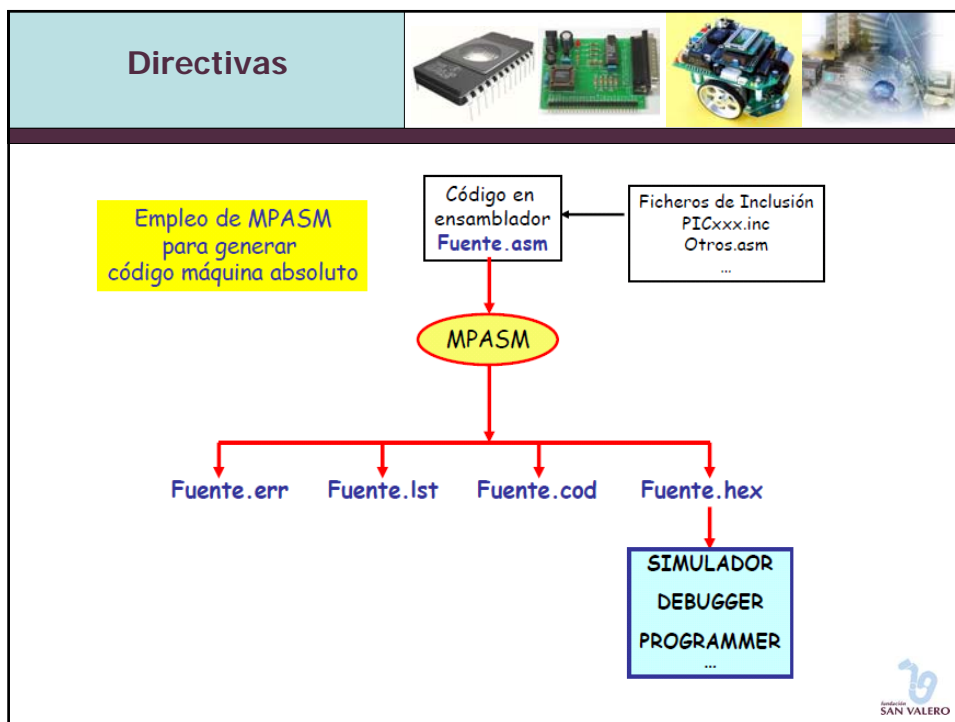 Directivas
Empleo de MPASM
para generar
código máquina absoluto
Código en
ensamblador
Fuente.asm
Ficheros de Inclusión
PICxxx.inc
Otros.asm
...
MPASM
Fuente.err
Fuente.lst
Fuente.cod
Fuente.hex
SIMULADOR
DEBUGGER
PROGRAMMER
...
fundación
SAN VALERO